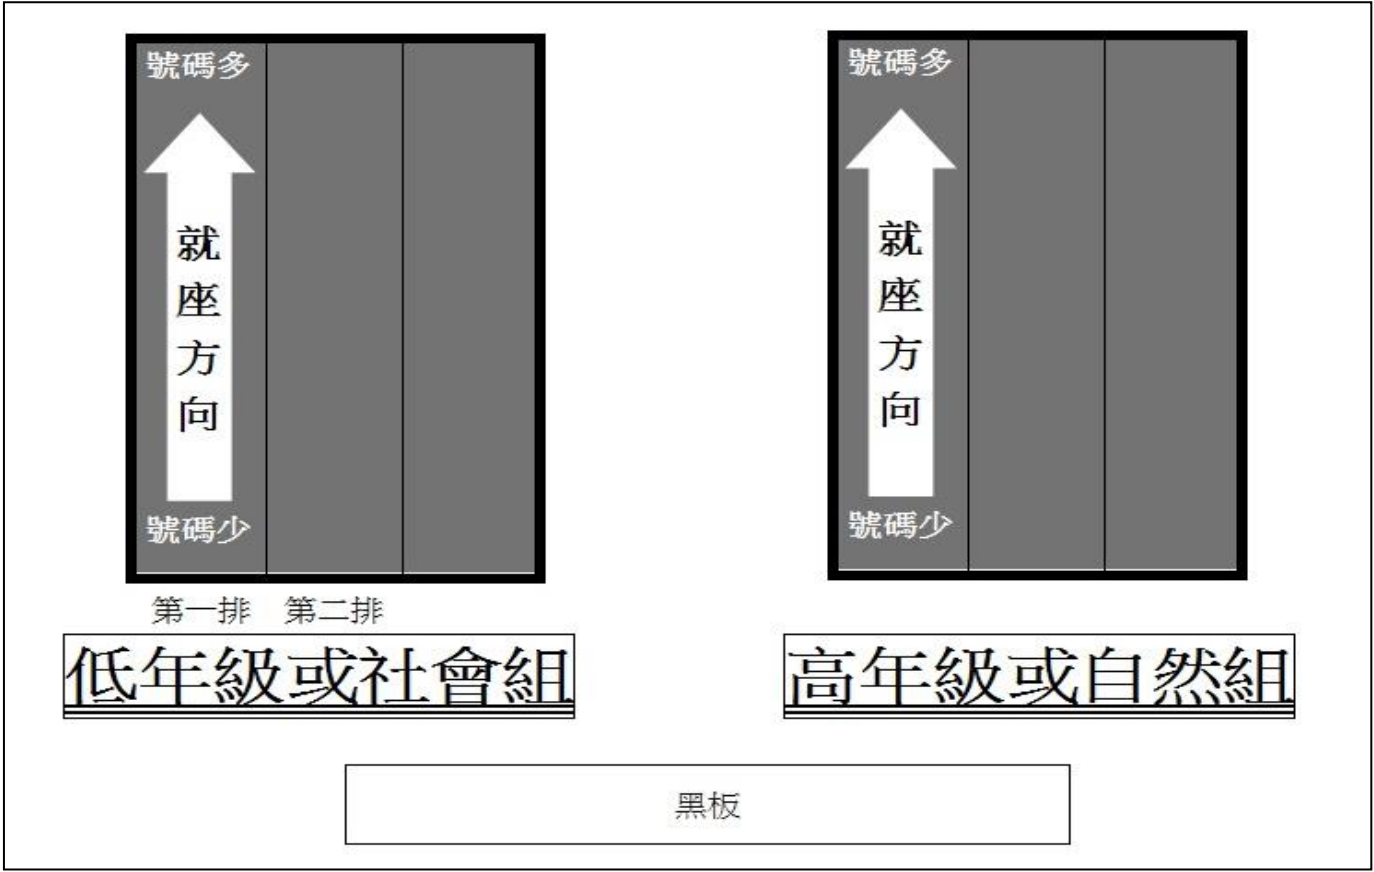 號碼多
就
座
方
向
號碼少
第一排 第二排
低年級或社會組
號碼多
就
座
方
向
號碼少
高年級或自然組
黑板